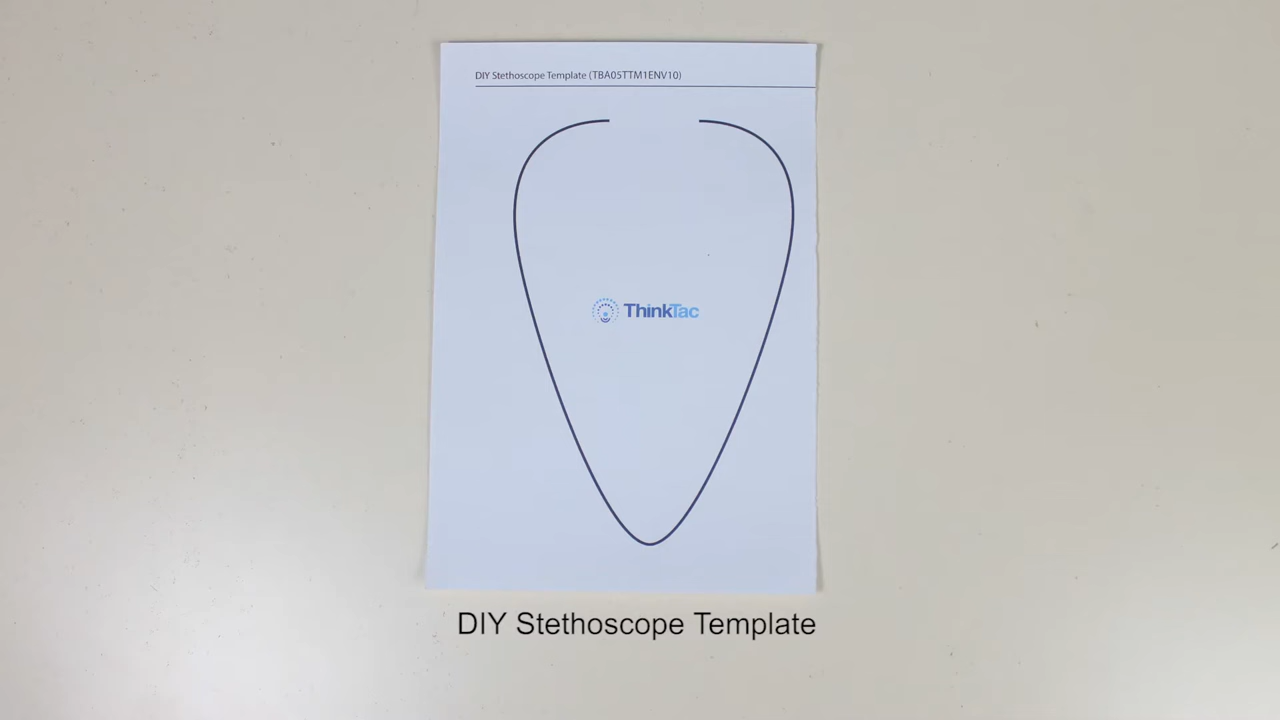 DIY Stethoscope Template (TBA05TTM1ENV10)
ThinkTac
DIY Stethoscope Template